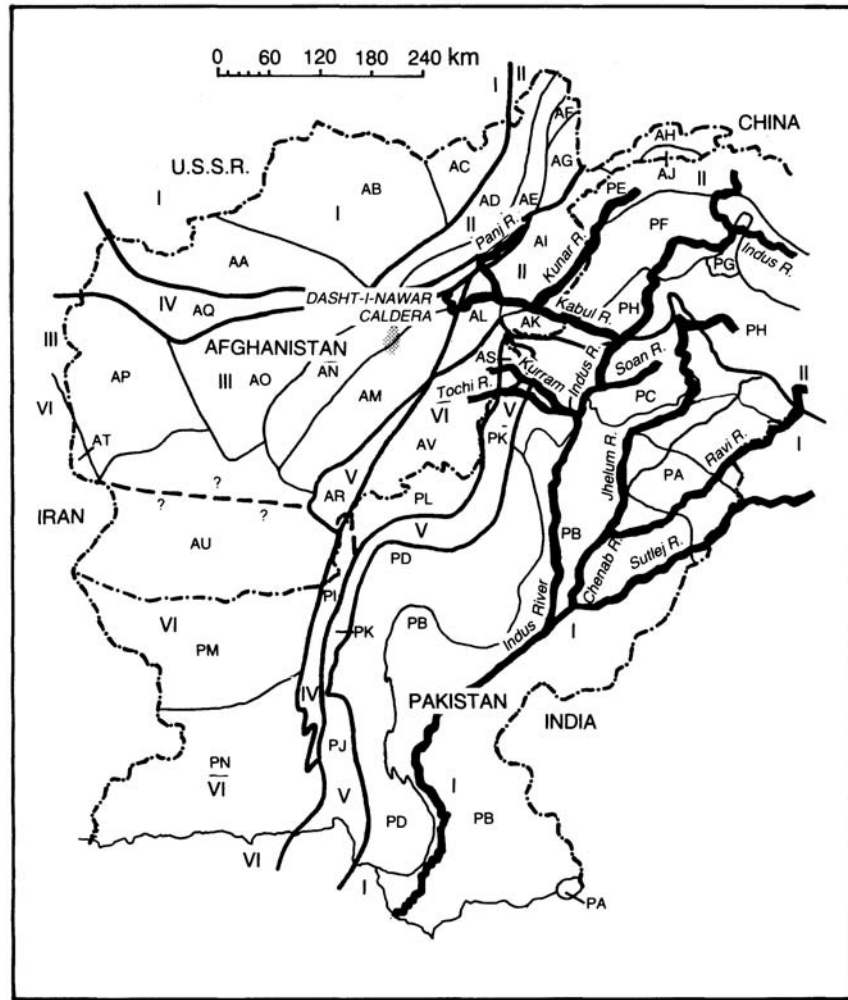 0 60 120 180 240 km
I
II
AF
CHINA
AH
U.S.S.R.
AC
AG
AJ
I
AB
II
PE
I
AD
AE
II
Panj R.
PF
AA
AI
Kunar R.
Indus R.
II
PG
IV
DASHT-I-NAWAR
CALDERA
Kabul R.
PH
AQ
AL
AK
PH
III
AFGHANISTAN
AN
AS
Kurram
Indus R.
Soan R.
III
AO
Tochi R.
II
AP
AM
VI
V
PC
VI
PK
AV
Jhelum R.
I
AT
PA
Ravi R.
?
V
AR
PL
? ?
IRAN
V
AU
PD
PB
Chenab R.
Sutlej R.
PI
Indus River
VI
PB
I
PM
PK
IV
PAKISTAN
INDIA
PJ
PN
VI
I
V
PD
PB
VI
I
PA